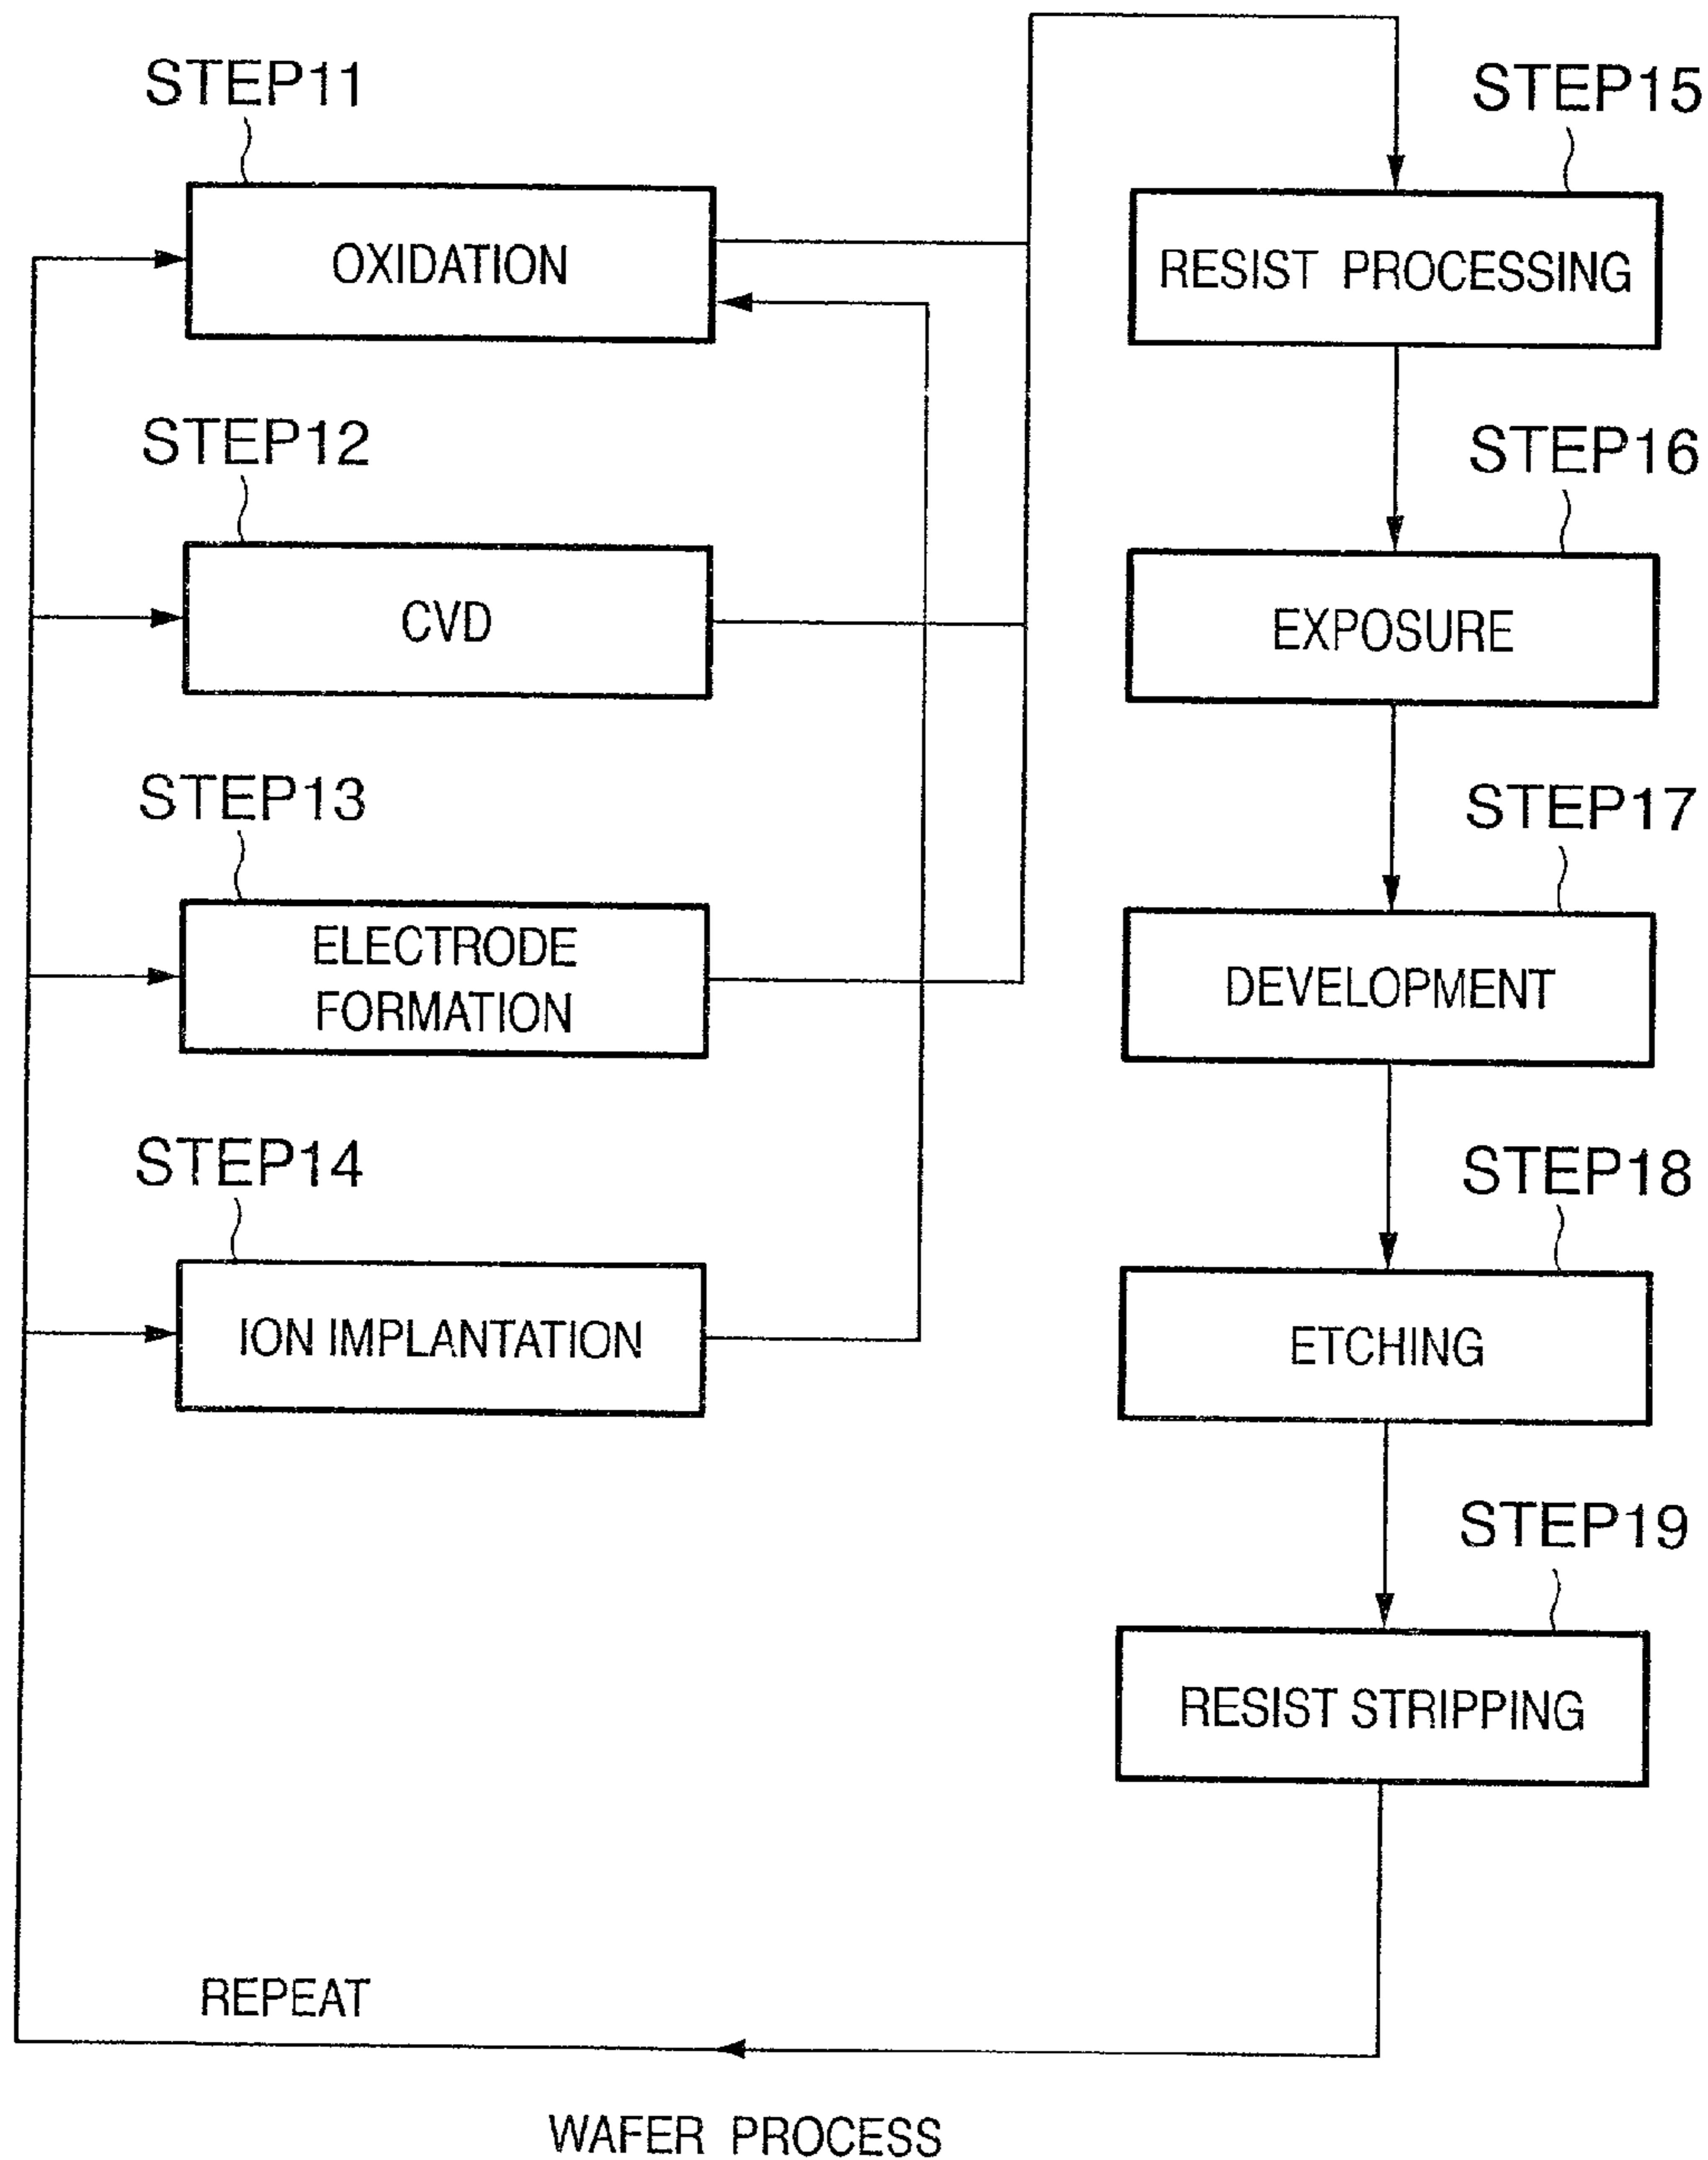 STEP11
OXIDATION
STEP12
CVD
STEP13
ELECTRODE
FORMATION
STEP14
ION IMPLANTATION
STEP15
RESIST PROCESSING
STEP16
EXPOSURE
STEP17
DEVELOPMENT
STEP18
ETCHING
STEP19
RESIST STRIPPING
REPEAT
WAFER PROCESS